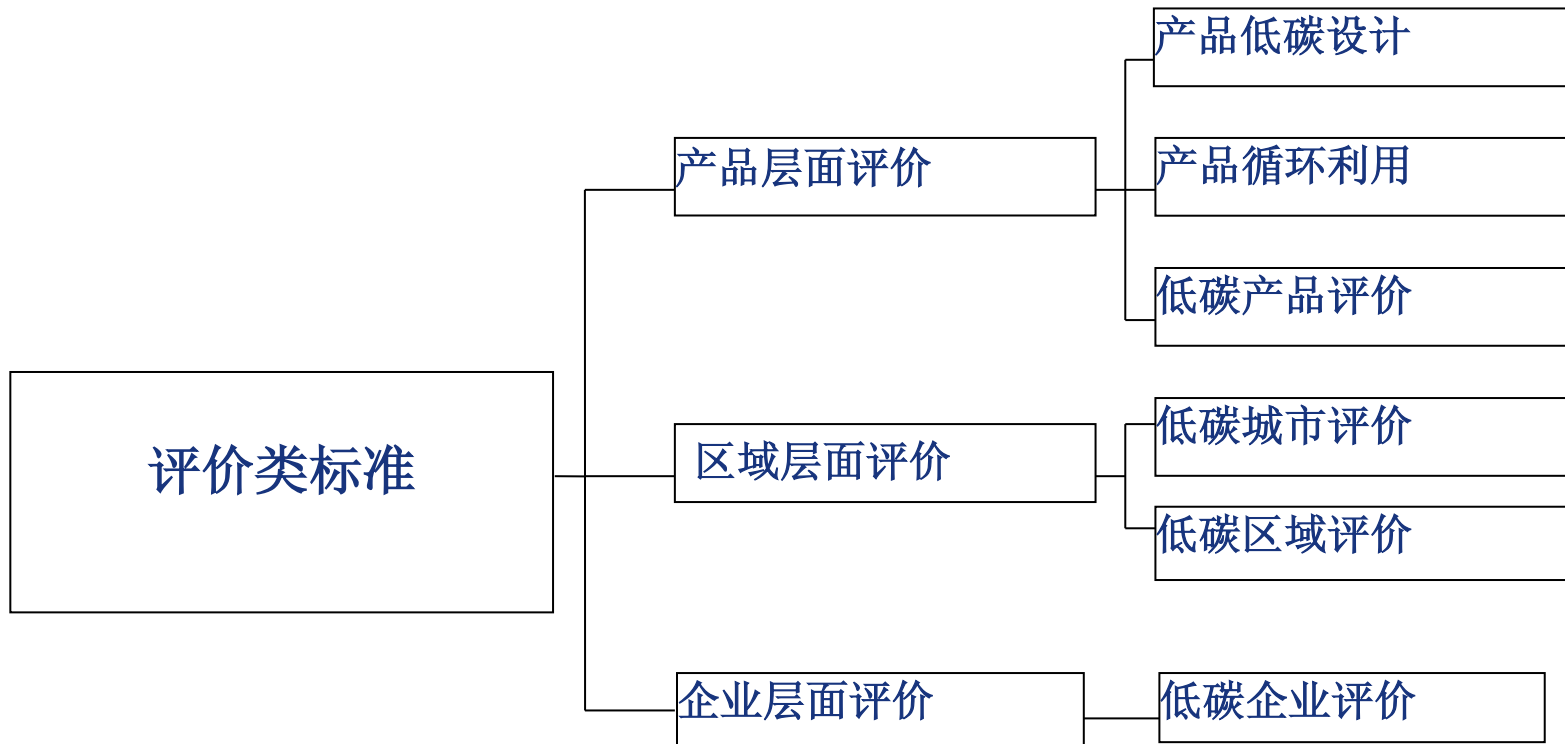 产品低碳设计
产品层面评价
产品循环利用
低碳产品评价
评价类标准
区域层面评价
低碳城市评价
低碳区域评价
企业层面评价
低碳企业评价